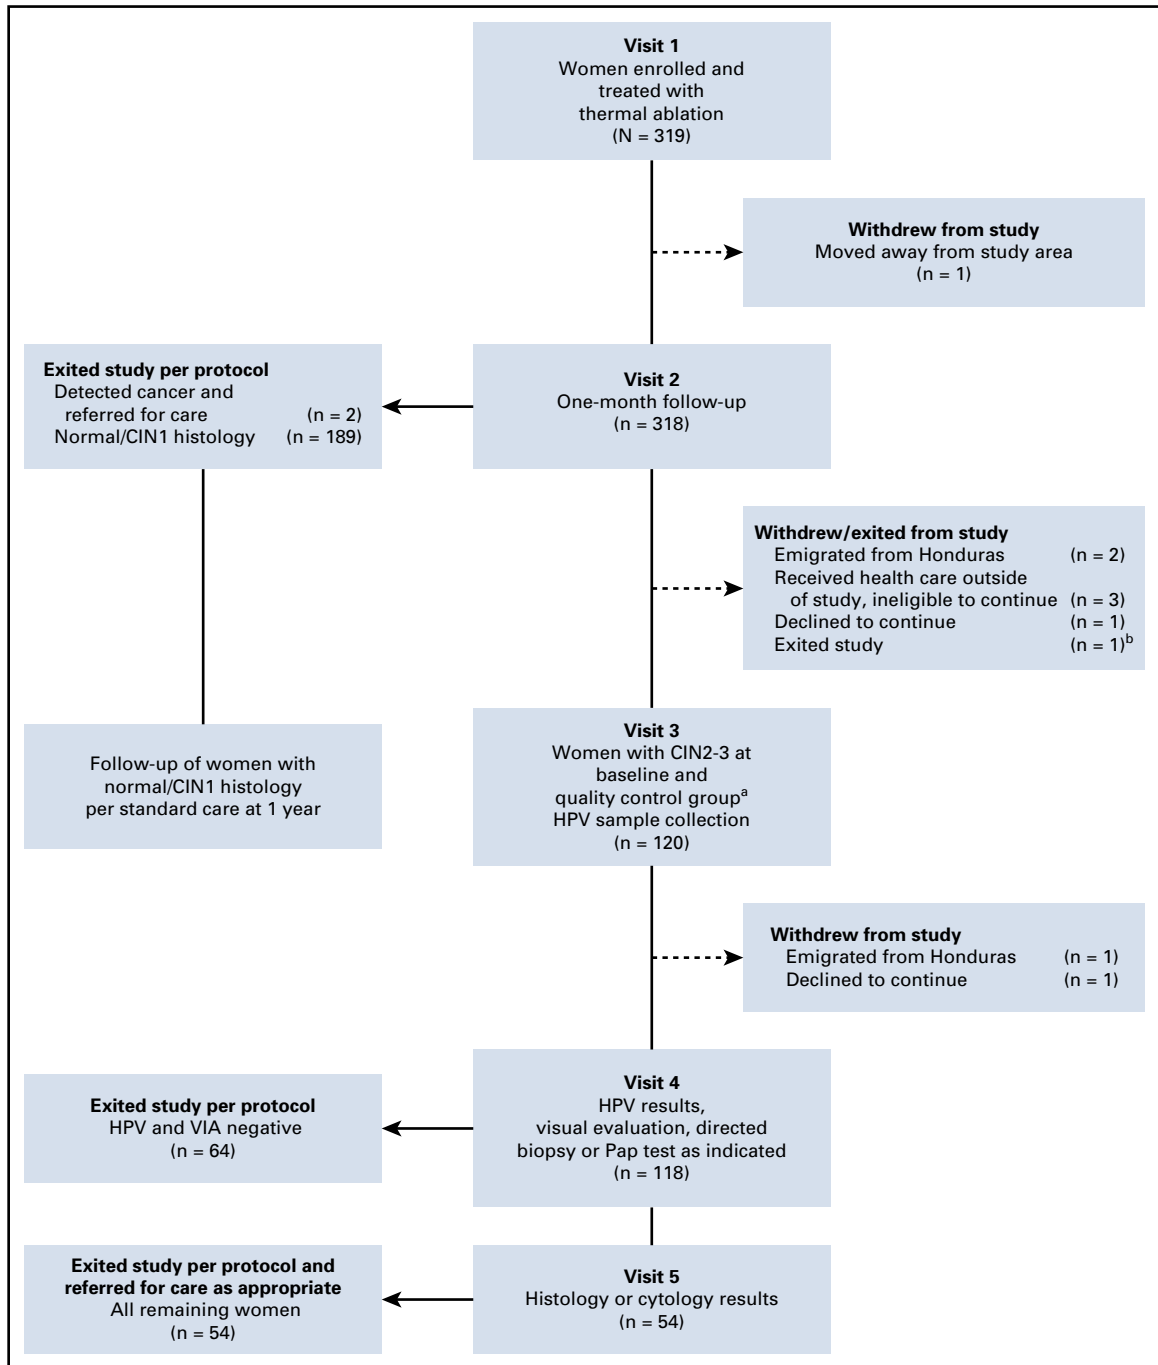 Visit 1
Women enrolled and
treated with
thermal ablation
(N = 319)
Withdrew from study
Moved away from study area
(n = 1)
Exited study per protocol
Detected cancer and
referred for care (n = 2)
Normal/CIN1 histology (n = 189)
Visit 2
One-month follow-up
(n = 318)
Withdrew/exited from study
Emigrated from Honduras (n = 2)
Received health care outside
of study, ineligible to continue (n = 3)
Declined to continue (n = 1)
Exited study (n = 1)b
Follow-up of women with
normal/CIN1 histology
per standard care at 1 year
Visit 3
Women with CIN2-3 at
baseline and
quality control groupa
HPV sample collection
(n = 120)
Withdrew from study
Emigrated from Honduras (n = 1)
Declined to continue (n = 1)
Exited study per protocol
HPV and VIA negative
(n = 64)
Visit 4
HPV results,
visual evaluation, directed
biopsy or Pap test as indicated
(n = 118)
Exited study per protocol and
referred for care as appropriate
All remaining women
(n = 54)
Visit 5
Histology or cytology results
(n = 54)